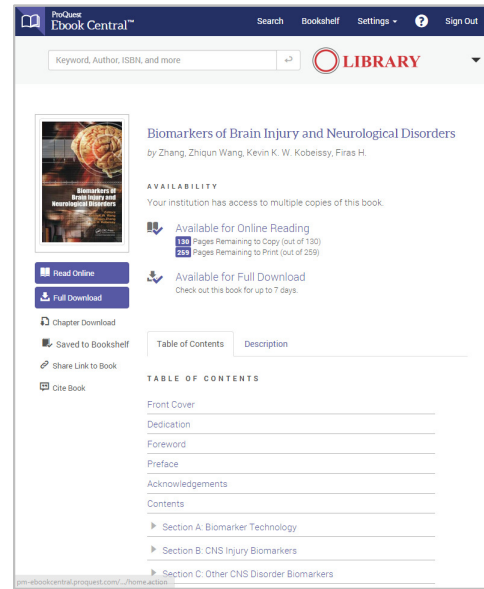 ProQuest
Ebook Central™
Search
Bookshelf
Settings
?
Sign Out
Keyword, Author, ISBN, and more
LIBRARY
Biomarkers of
Brain Injury and
Neurological Disorders
Biomarkers of Brain Injury and Neurological Disorders
by Zhang, Zhiqun Wang, Kevin K. W. Kobeissy, Firas H.
AVAILABILITY
Your institution has access to multiple copies of this book.
Available for Online Reading
130 Pages Remaining to Copy (out of 130)
259 Pages Remaining to Print (out of 259)
Available for Full Download
Check out this book for up to 7 days.
Read Online
Full Download
Chapter Download
Saved to Bookshelf
Share Link to Book
Cite Book
Table of Contents
Description
TABLE OF CONTENTS
Front Cover
Dedication
Foreword
Preface
Acknowledgements
Contents
Section A: Biomarker Technology
Section B: CNS Injury Biomarkers
Section C: Other CNS Disorder Biomarkers
pm-ebookcentral.proquest.com/.../home.action